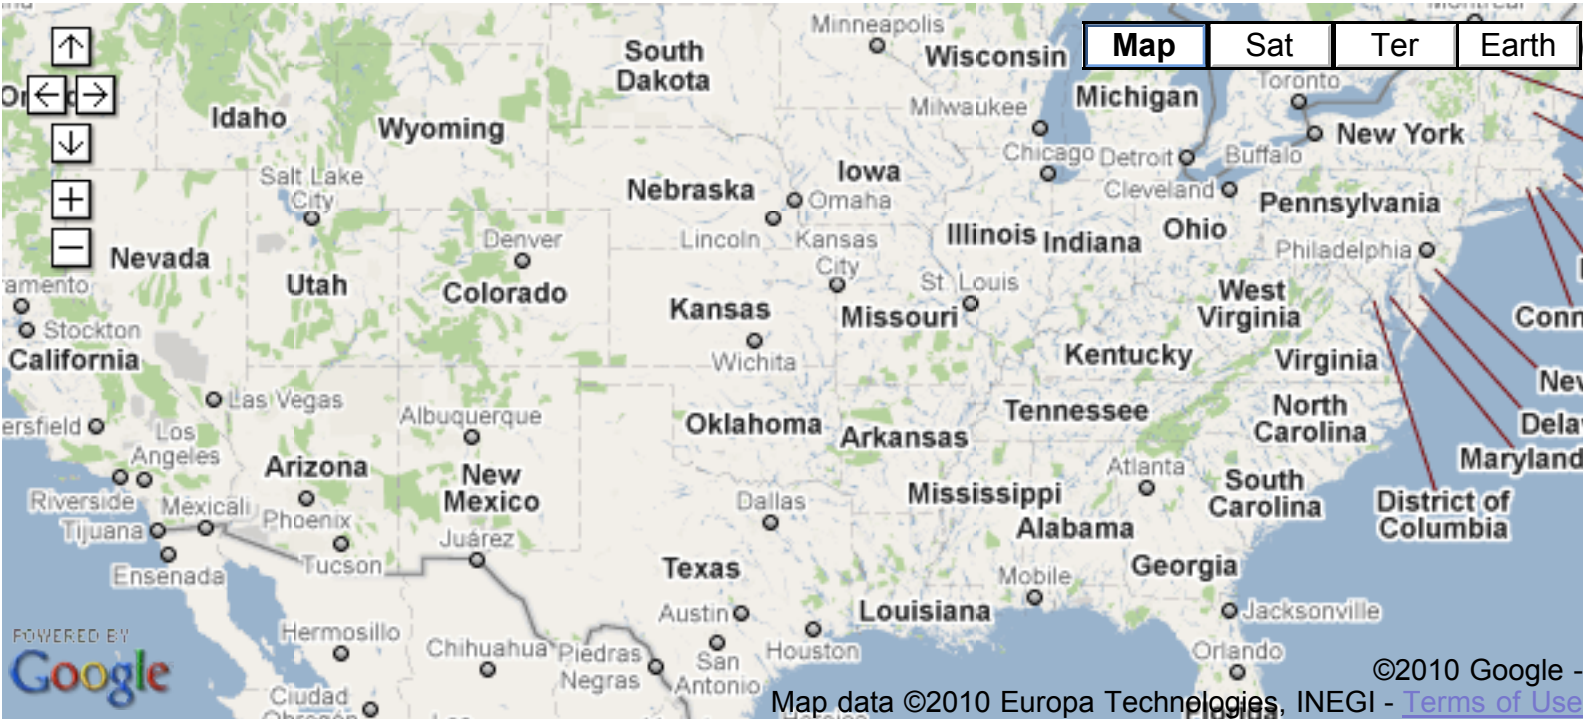 Minneapolis
South
Dakota
Wisconsin
Map
Sat
Ter
Earth
Toronto
Michigan
Milwaukee
Idaho
Wyoming
New York
Chicago
Detroit
Buffalo
Iowa
Salt Lake
City
Nebraska
Omaha
Cleveland
Pennsylvania
Lincoln
Kansas
City
Illinois
Indiana
Ohio
Denver
Philadelphia
Nevada
Utah
Colorado
St Louis
West
Virginia
Kansas
Missouri
Stockton
California
Wichita
Kentucky
Virginia
Las Vegas
Albuquerque
Oklahoma
Arkansas
Tennessee
North
Carolina
Los
Angeles
Arizona
New
Mexico
Atlanta
Maryland
South
Carolina
Mississippi
Alabama
District of
Columbia
Riverside
Mexicali
Phoenix
Dallas
Tijuana
Juárez
Tucson
Ensenada
Texas
Mobile
Georgia
Austin
Louisiana
Jacksonville
POWERED BY
Google
Hermosillo
Chihuahua
Piedras
Negras
San
Antonio
Houston
Orlando
Ciudad
©2010 Google -
Map data ©2010 Europa Technologies, INEGI - Terms of Use
Florida